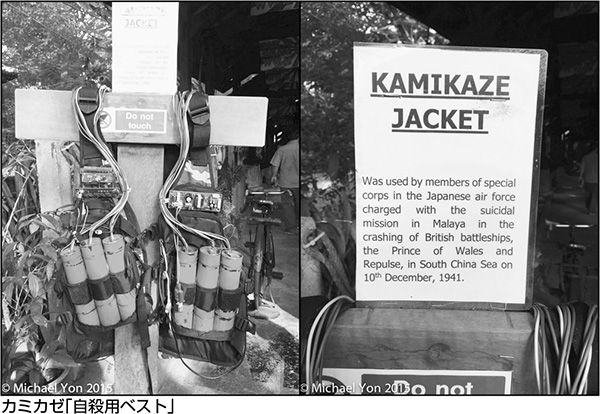 KAMIKAZE
JACKET
Do not
touch
© Michael Yon 2015
KAMIKAZE
JACKET
Was used by members of special
corps in the Japanese air force
charged with the suicidal
mission in Malaya in the
crashing of British battleships,
the Prince of Wales and
Repulse, in South China Sea on
10th December, 1941.
Do not
© Michael Yon 2015
カミカゼ「自殺用ベスト」